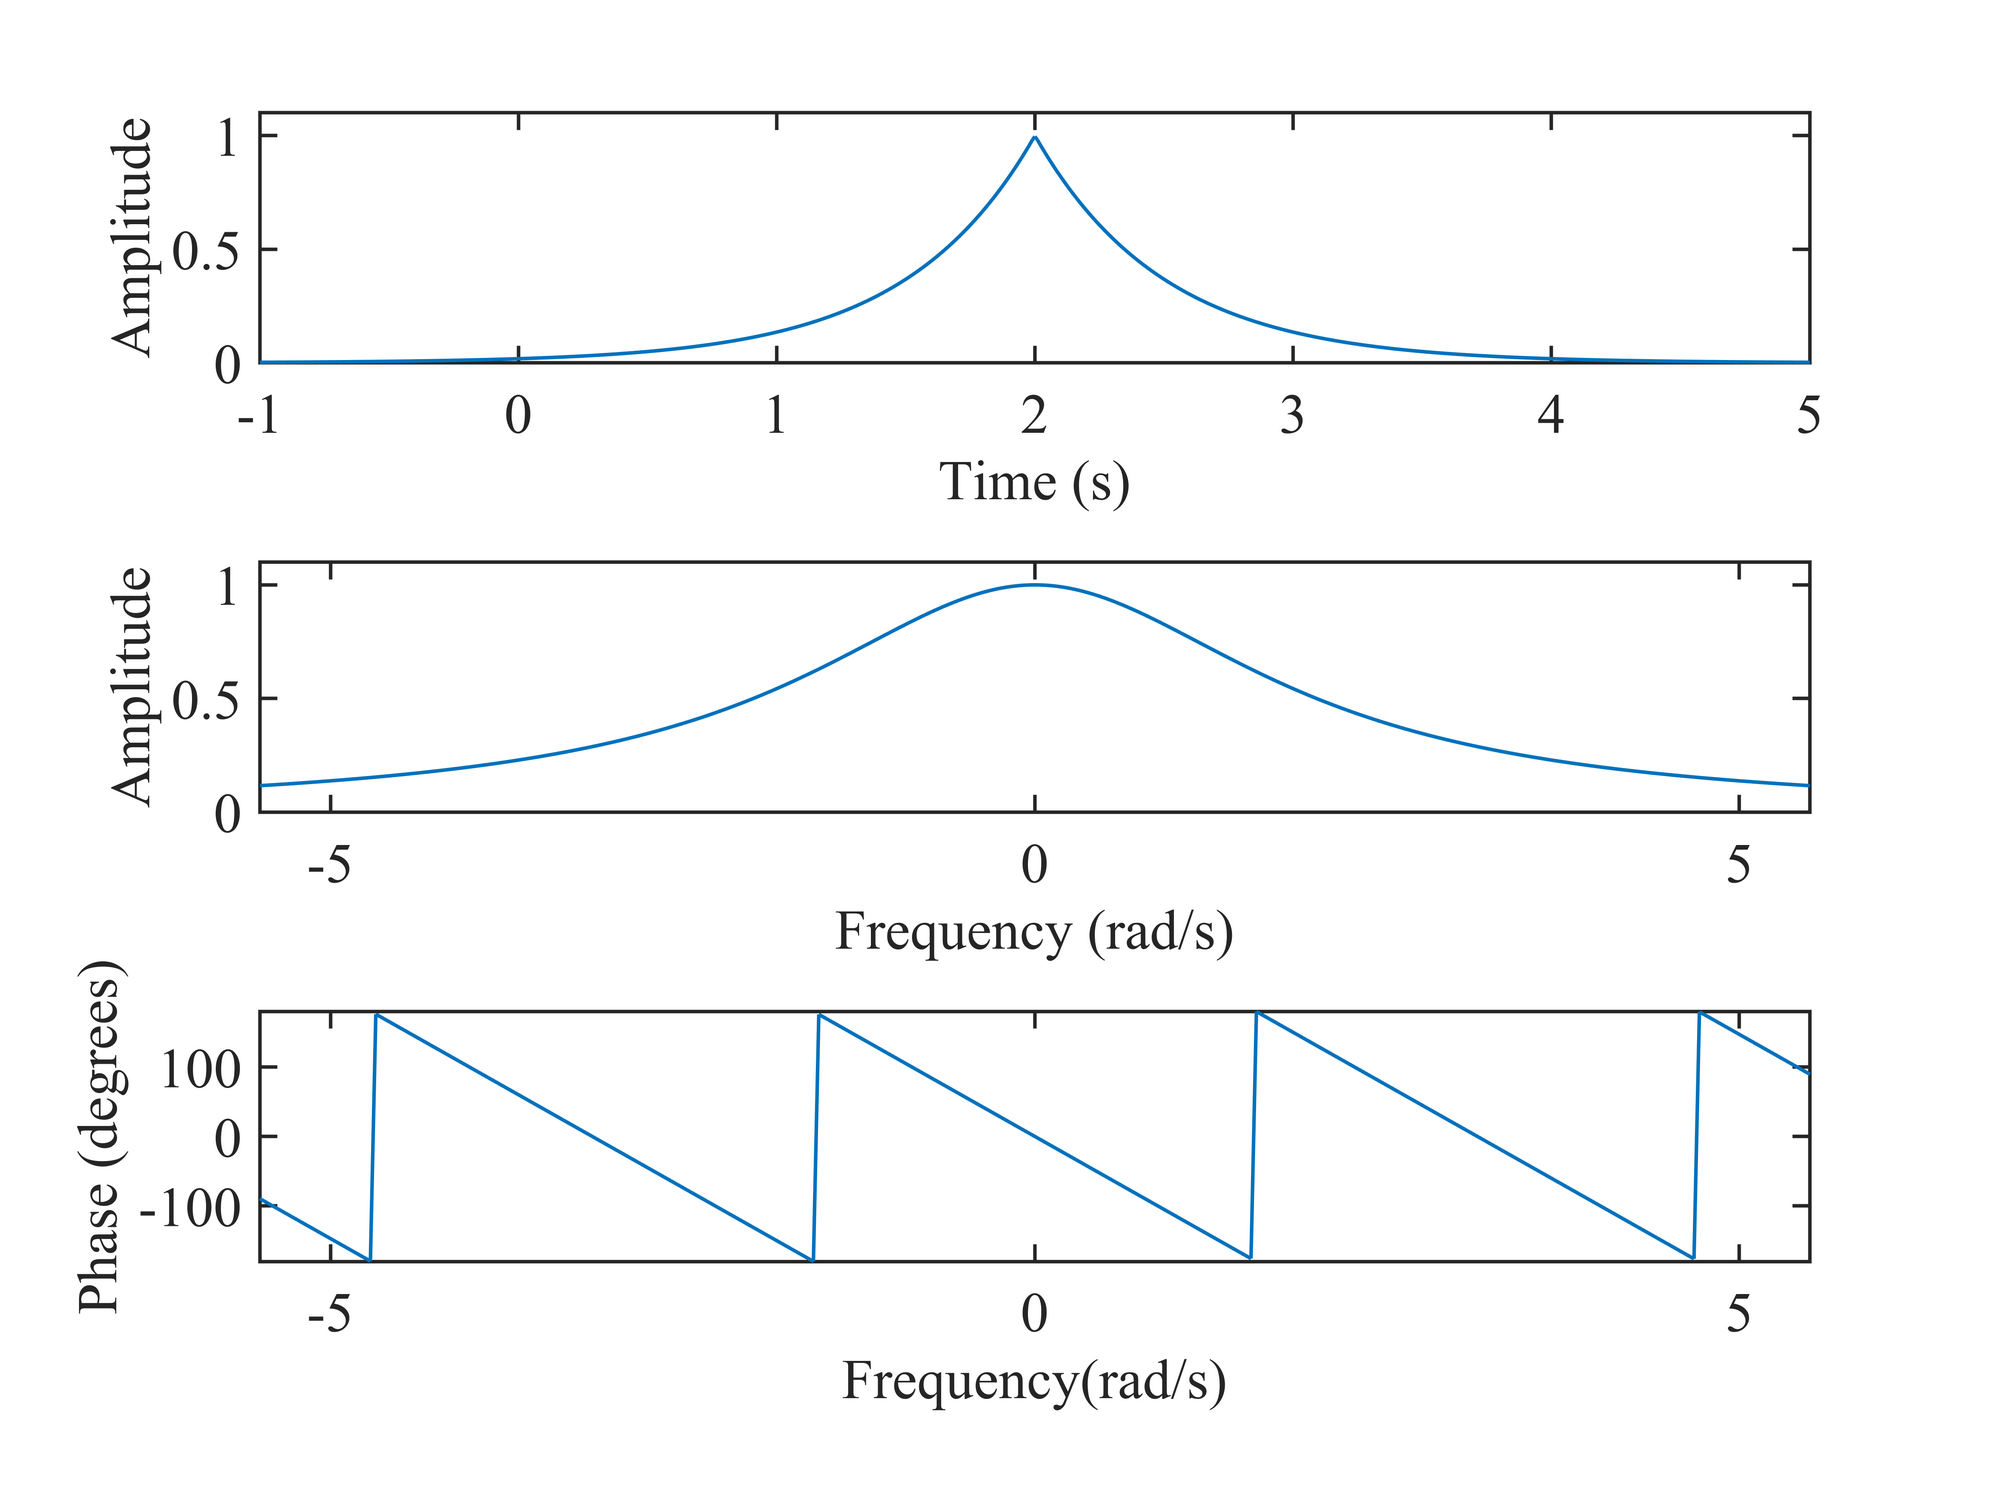 Amplitude
1
0.5
0
-1 0 1 2 3 4 5
Time (s)
Amplitude
1
0.5
0
-5 0 5
Frequency (rad/s)
Phase (degrees)
100
0
-100
-5 0 5
Frequency(rad/s)